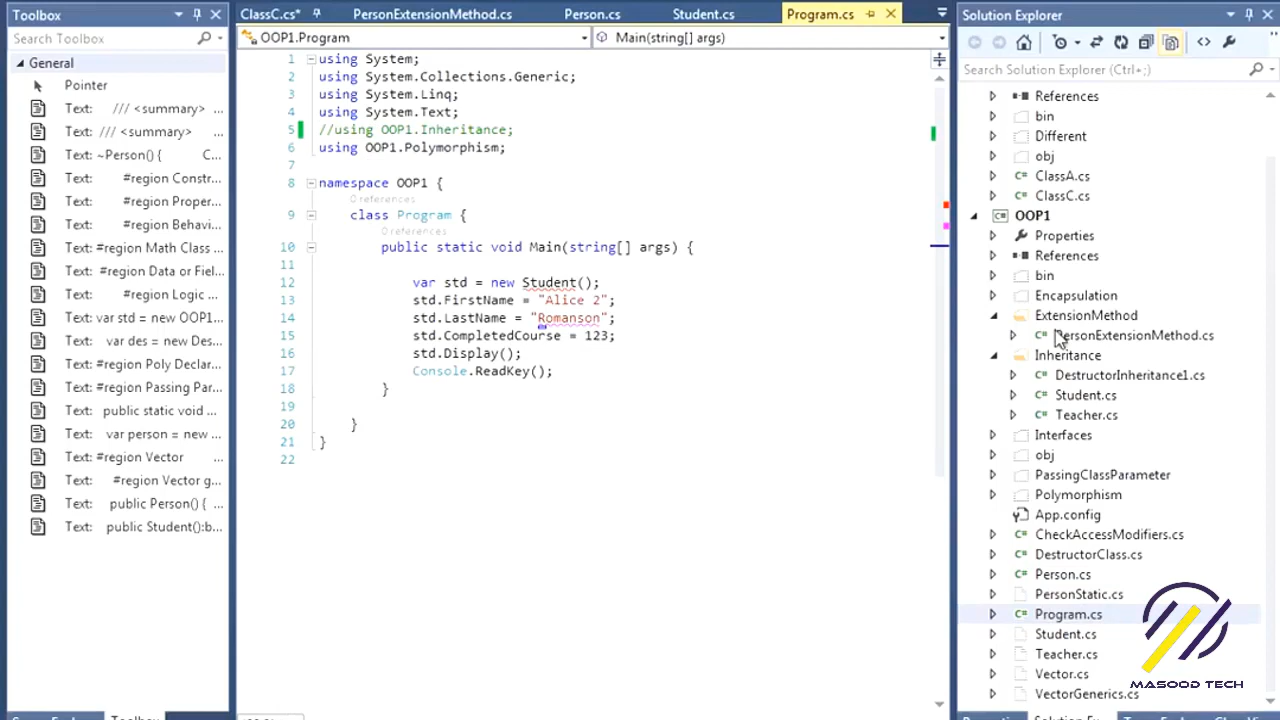 Toolbox
Search Toolbox
General
Pointer
Text: /// <summary>
Text: /// <summary>
Text: ~Person() { C...
Text: #region Constr...
Text: #region Proper...
Text: #region Behavi...
Text: #region Math Class ...
Text: #region Data or Fiel...
Text: #region Logic ...
Text: var std = new OOP1...
Text: var des = new Des...
Text: #region Poly Declar...
Text: #region Passing Par...
Text: public static void ...
Text: var person = new ...
Text: #region Vector ...
Text: #region Vector g...
Text: public Person() { ...
Text: public Student():b...
ClassC.cs* PersonExtensionMethod.cs Person.cs Student.cs Program.cs
OOP1.Program Main(string[] args)
1 using System;
2 using System.Collections.Generic;
3 using System.Linq;
4 using System.Text;
5 //using OOP1.Inheritance;
6 using OOP1.Polymorphism;
7
8 namespace OOP1 {
0 references
9 class Program {
0 references
10 public static void Main(string[] args) {
11
12 var std = new Student();
13 std.FirstName = "Alice 2";
14 std.LastName = "Romanson";
15 std.CompletedCourse = 123;
16 std.Display();
17 Console.ReadKey();
18 }
19
20 }
21 }
22
Solution Explorer
Search Solution Explorer (Ctrl+;)
References
bin
Different
obj
ClassA.cs
ClassC.cs
OOP1
Properties
References
bin
Encapsulation
ExtensionMethod
PersonExtensionMethod.cs
Inheritance
DestructorInheritance1.cs
Student.cs
Teacher.cs
Interfaces
obj
PassingClassParameter
Polymorphism
App.config
CheckAccessModifiers.cs
DestructorClass.cs
Person.cs
PersonStatic.cs
Program.cs
Student.cs
Teacher.cs
Vector.cs
VectorGenerics.cs
MASOOD TECH